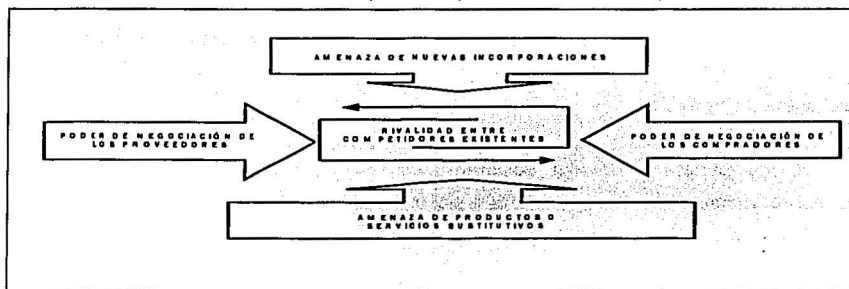 AMENAZA DE NUEVAS INCORPORACIONES
PODER DE NEGOCIACIÓN DE
LOS PROVEEDORES
RIVALIDAD ENTRE
COMPETIDORES EXISTENTES
PODER DE NEGOCIACIÓN DE
LOS COMPRADORES
AMENAZA DE PRODUCTOS O
SERVICIOS SUSTITUTIVOS